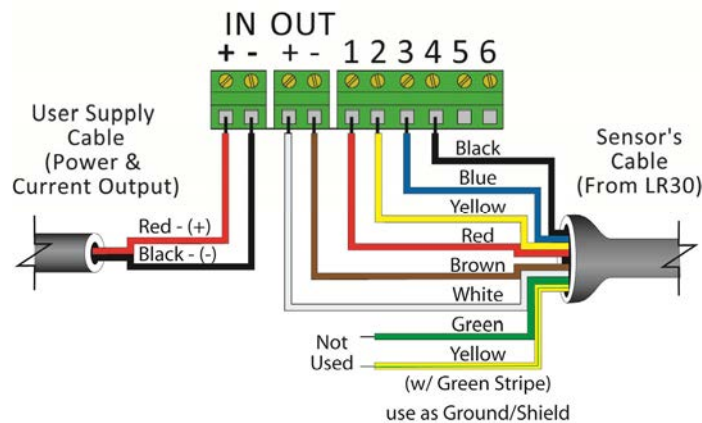 IN OUT
+ - + - 1 2 3 4 5 6
User Supply
Cable
(Power &
Current Output)
Red - (+)
Black - (-)
Black
Blue
Yellow
Red
Brown
White
Green
Yellow
(w/ Green Stripe)
use as Ground/Shield
Not
Used
Sensor's
Cable
(From LR30)